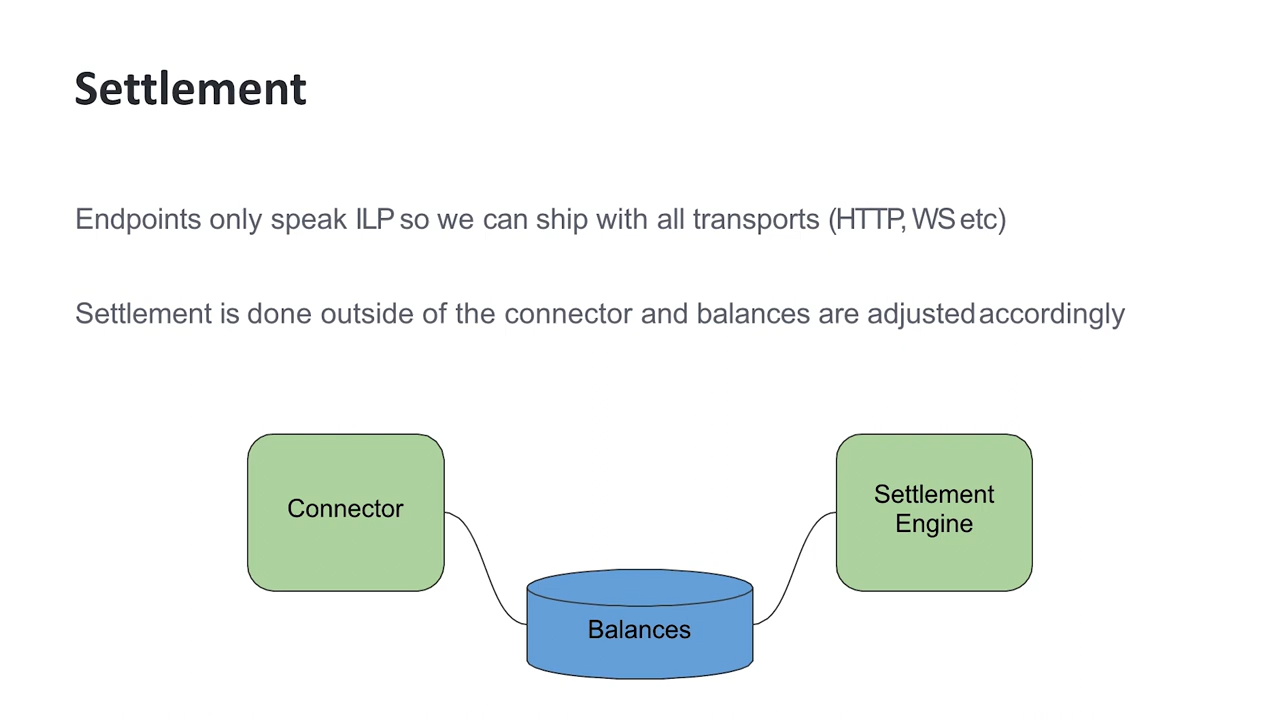 Settlement
Endpoints only speak ILP so we can ship with all transports (HTTP, WS etc)
Settlement is done outside of the connector and balances are adjusted accordingly
Connector
Settlement
Engine
Balances